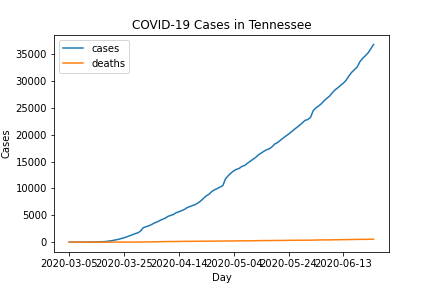 COVID-19 Cases in Tennessee
cases
deaths
35000
30000
25000
20000
15000
10000
5000
0
Cases
2020-03-05 2020-03-25 2020-04-14 2020-05-04 2020-05-24 2020-06-13
Day